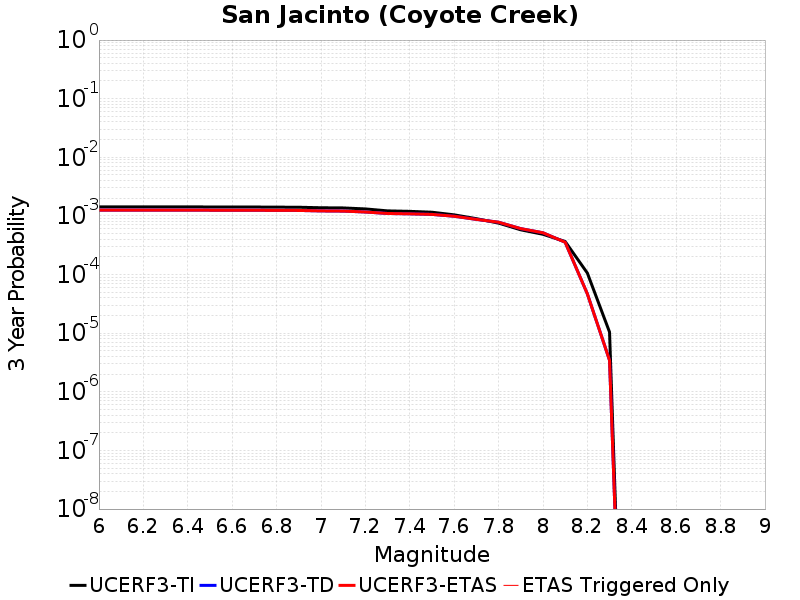 San Jacinto (Coyote Creek)
10^0
10^-1
10^-2
10^-3
10^-4
10^-5
10^-6
10^-7
10^-8
3 Year Probability
6 6.2 6.4 6.6 6.8 7 7.2 7.4 7.6 7.8 8 8.2 8.4 8.6 8.8 9
Magnitude
UCERF3-TI UCERF3-TD UCERF3-ETAS ETAS Triggered Only